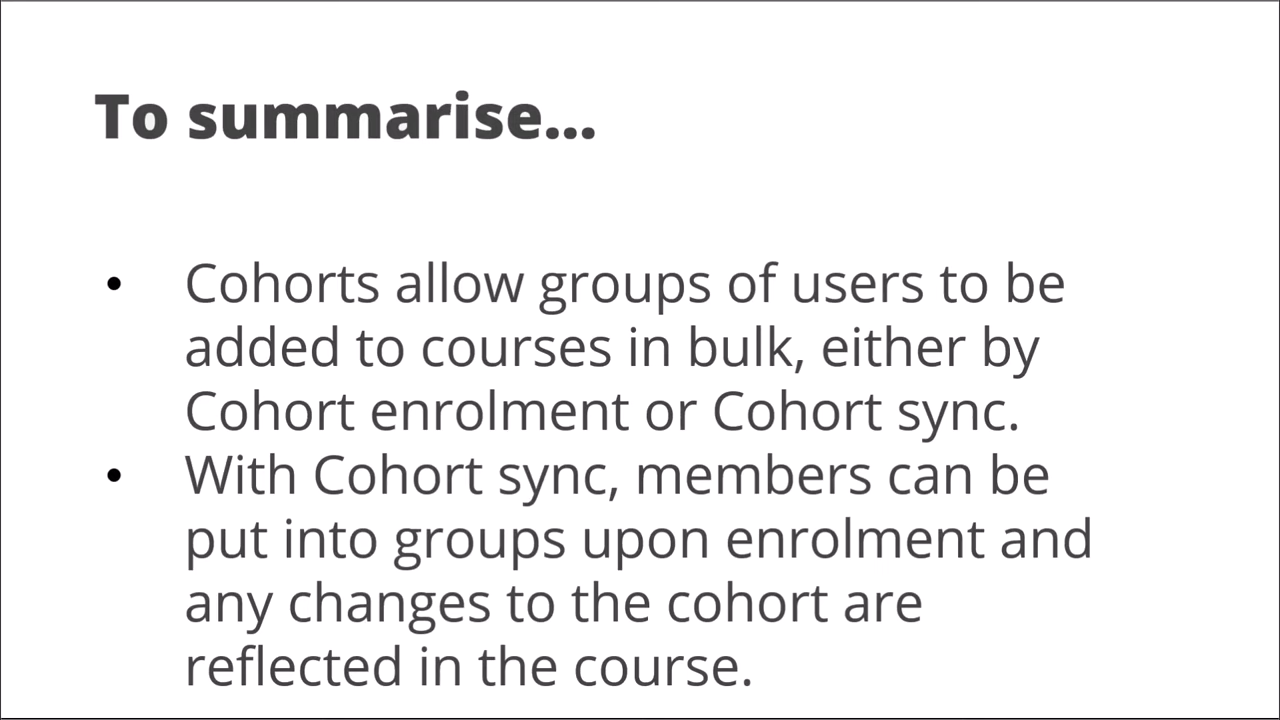 To summarise...
• Cohorts allow groups of users to be
added to courses in bulk, either by
Cohort enrolment or Cohort sync.
• With Cohort sync, members can be
put into groups upon enrolment and
any changes to the cohort are
reflected in the course.